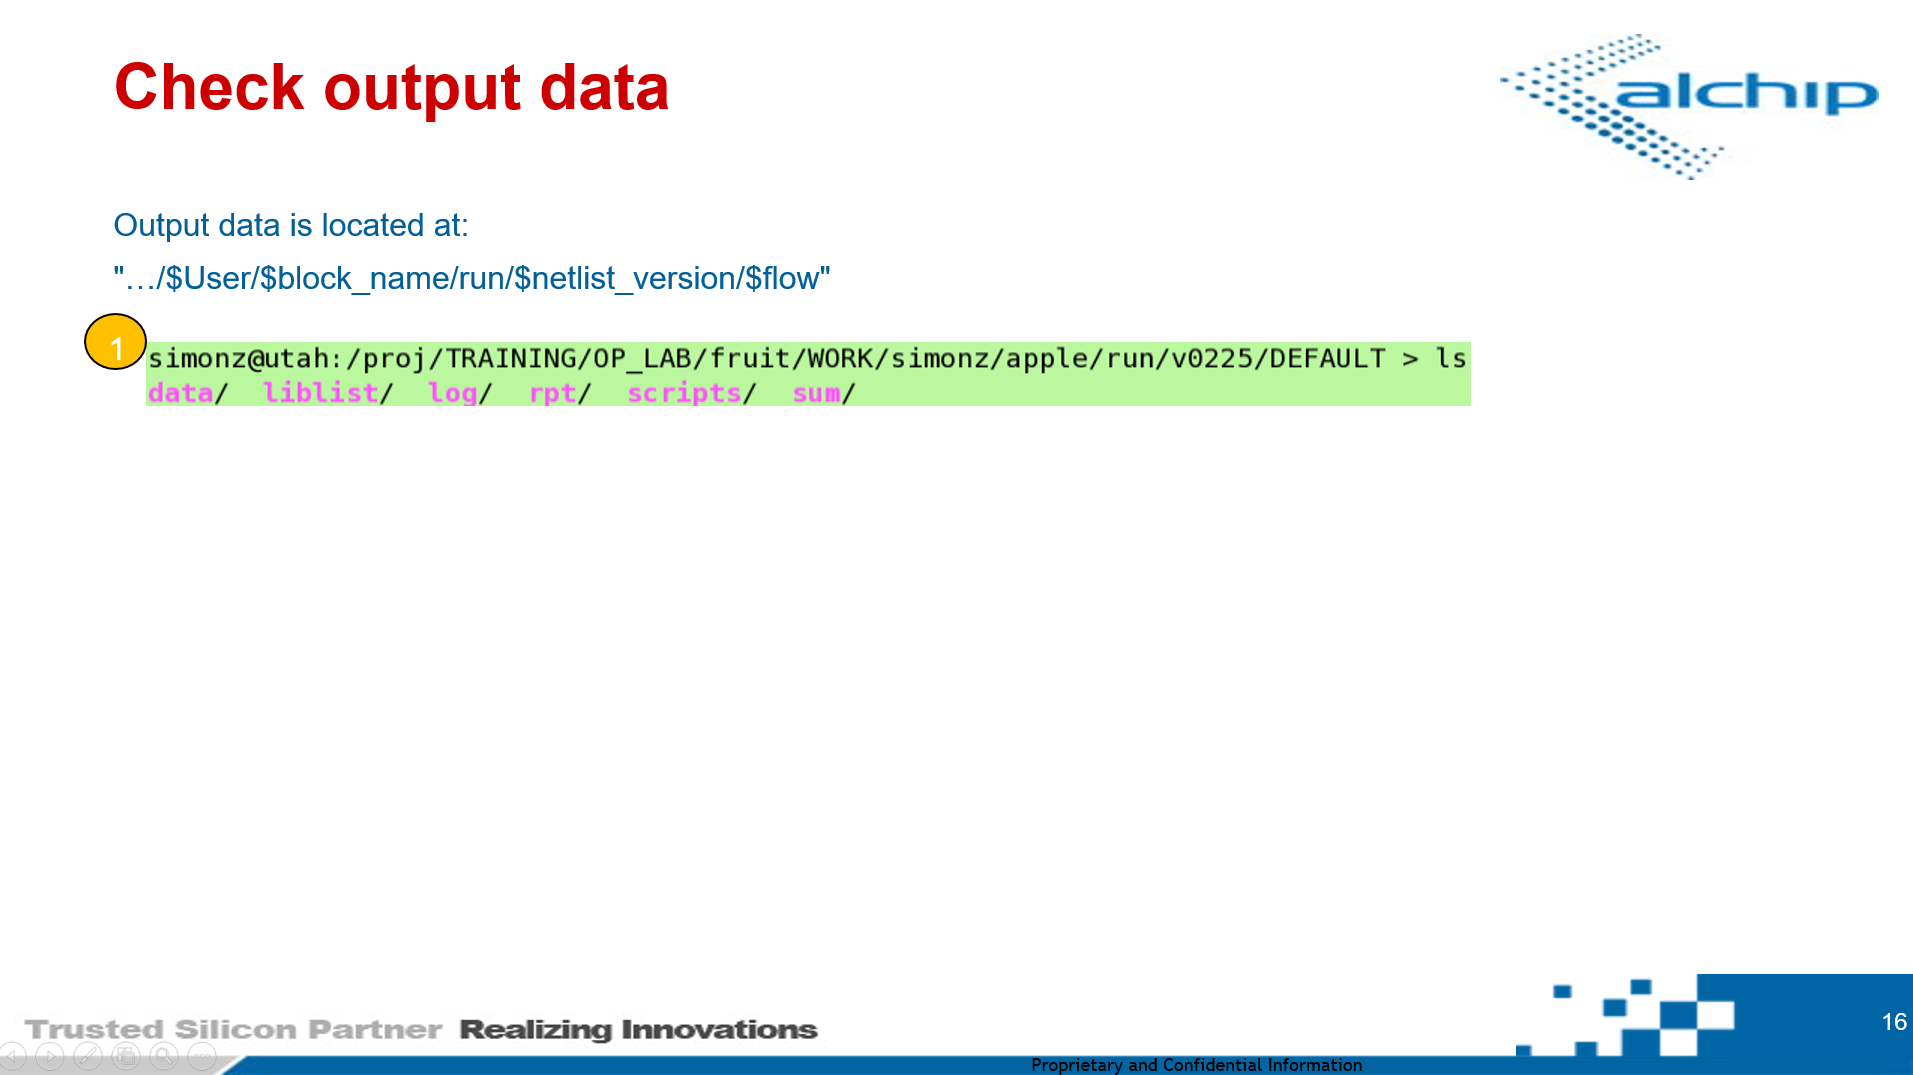 Check output data
alchip
Output data is located at:
"…/$User/$block_name/run/$netlist_version/$flow"
1
simonz@utah:/proj/TRAINING/OP_LAB/fruit/WORK/simonz/apple/run/v0225/DEFAULT > ls
data/  liblist/  log/  rpt/  scripts/  sum/
Trusted Silicon Partner Realizing Innovations
16
Proprietary and Confidential Information